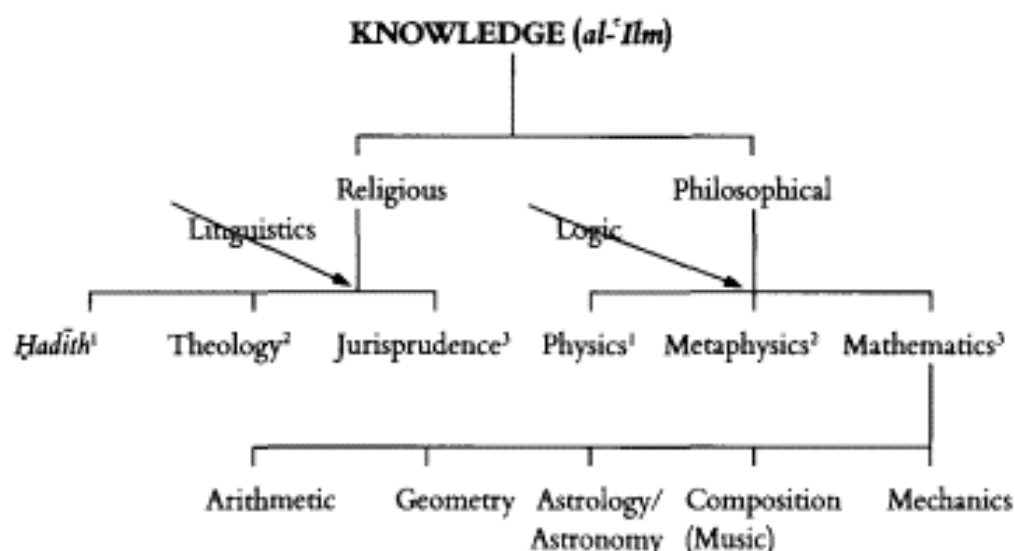 KNOWLEDGE (al-ʿIlm)
Religious Philosophical
Linguistics Logic
Ḥadīth¹ Theology² Jurisprudence³ Physics¹ Metaphysics² Mathematics³
Arithmetic Geometry Astrology/ Composition Mechanics
Astronomy (Music)